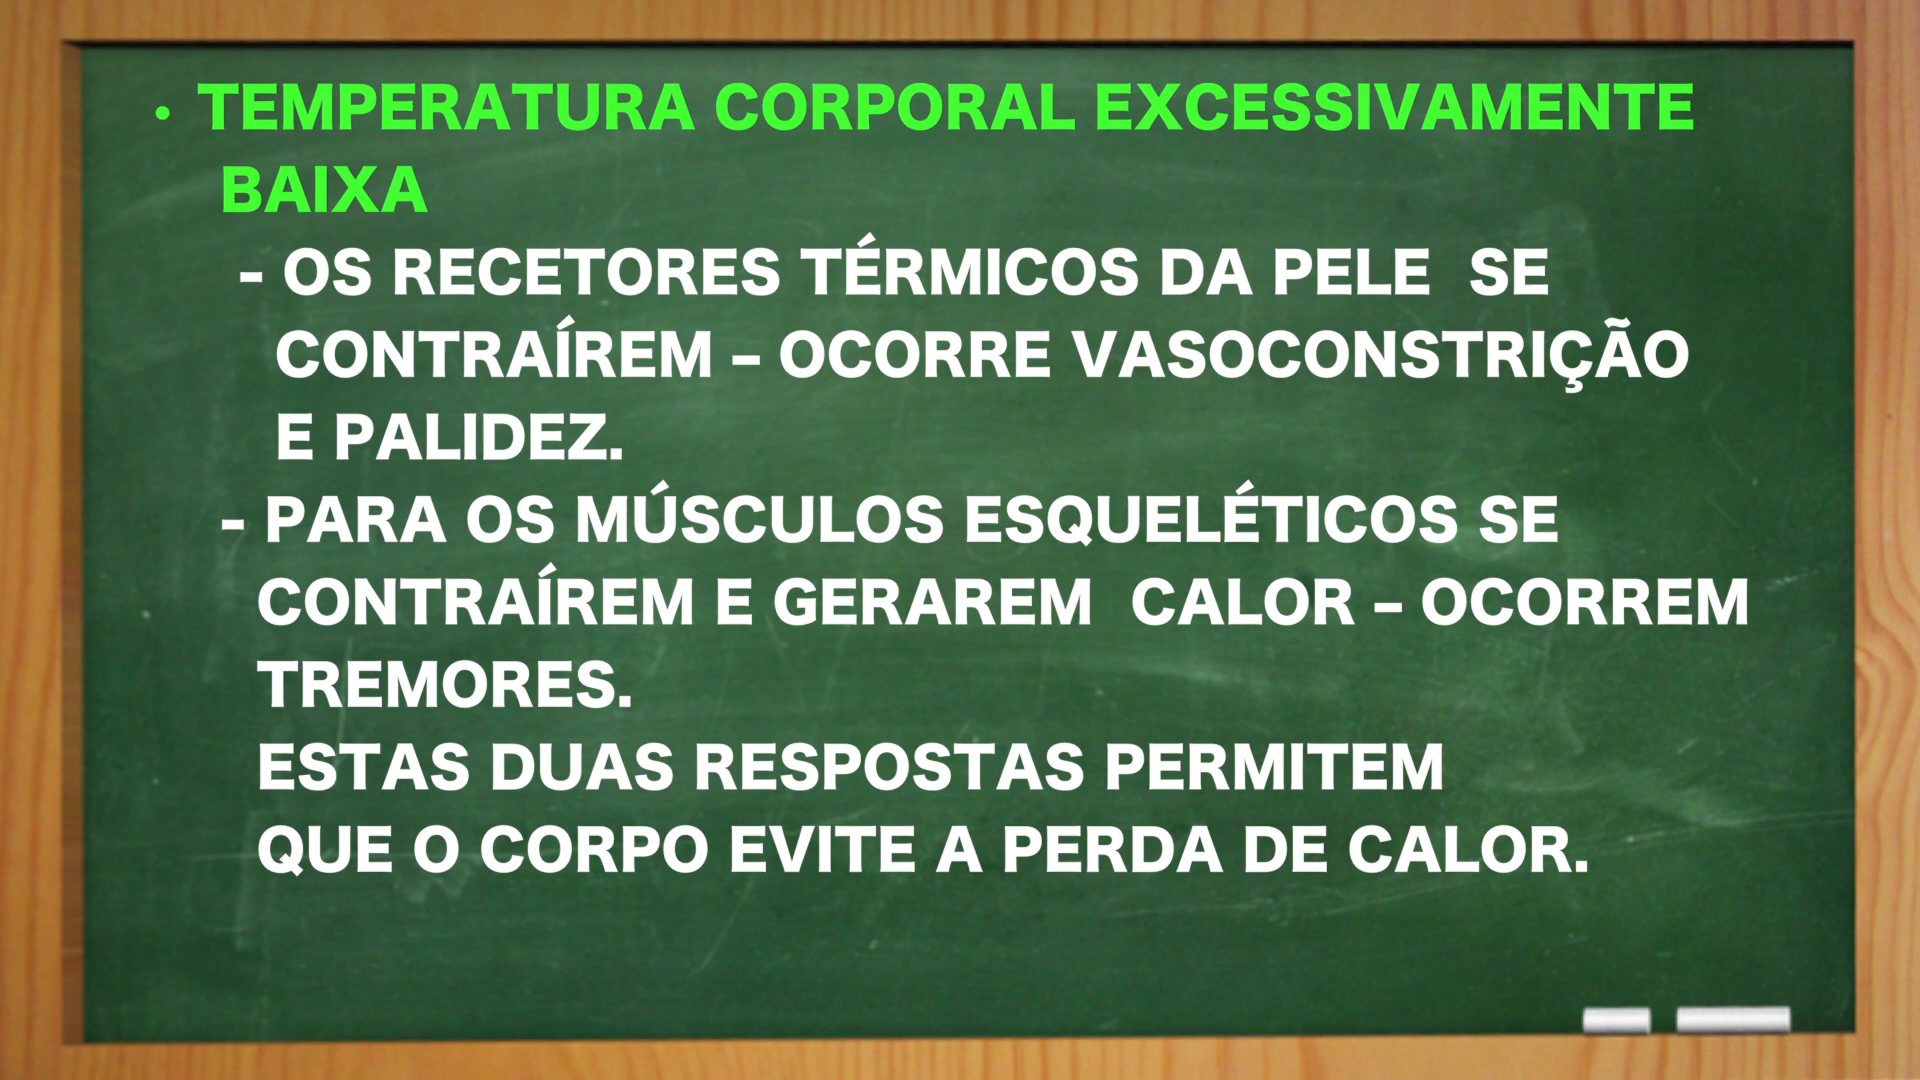 • TEMPERATURA CORPORAL EXCESSIVAMENTE
BAIXA
- OS RECETORES TÉRMICOS DA PELE SE
CONTRAÍREM – OCORRE VASOCONSTRIÇÃO
E PALIDEZ.
- PARA OS MÚSCULOS ESQUELÉTICOS SE
CONTRAÍREM E GERAREM CALOR – OCORREM
TREMORES.
ESTAS DUAS RESPOSTAS PERMITEM
QUE O CORPO EVITE A PERDA DE CALOR.